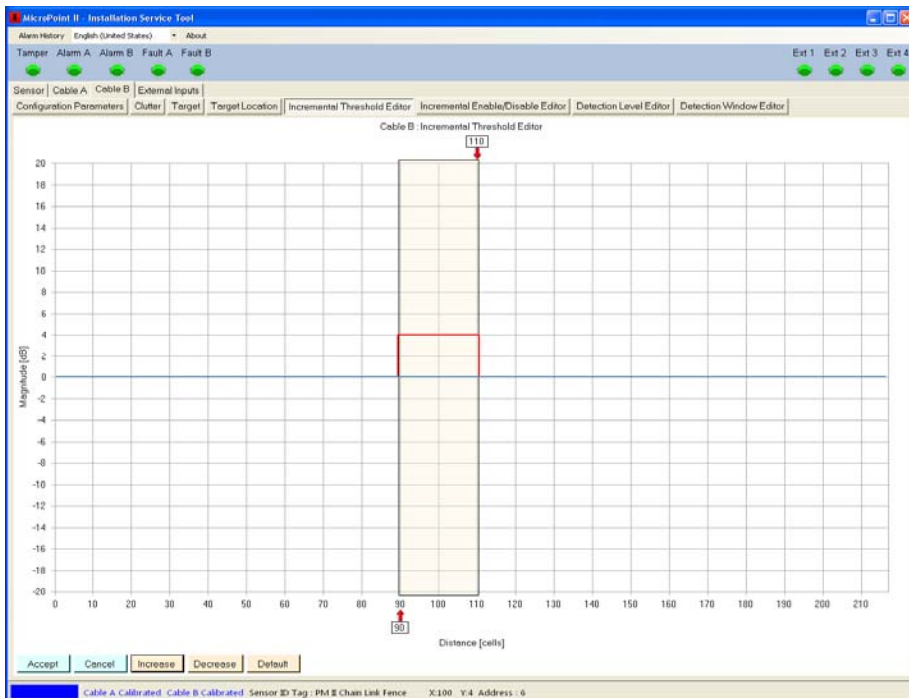 MicroPoint II - Installation Service Tool
Alarm History English (United States) About
Tamper Alarm A Alarm B Fault A Fault B Ext 1 Ext 2 Ext 3 Ext 4
Sensor Cable A Cable B External Inputs
Configuration Parameters Clutter Target Target Location Incremental Threshold Editor Incremental Enable/Disable Editor Detection Level Editor Detection Window Editor
Cable B : Incremental Threshold Editor
110
20
18
16
14
12
10
8
6
4
2
0
-2
-4
-6
-8
-10
-12
-14
-16
-18
-20
Magnitude [dB]
0 10 20 30 40 50 60 70 80 90 100 110 120 130 140 150 160 170 180 190 200 210
90
Distance [cells]
Accept Cancel Increase Decrease Default
Cable A Calibrated Cable B Calibrated Sensor ID Tag : PM II Chain Link Fence X:100 Y:4 Address : 6